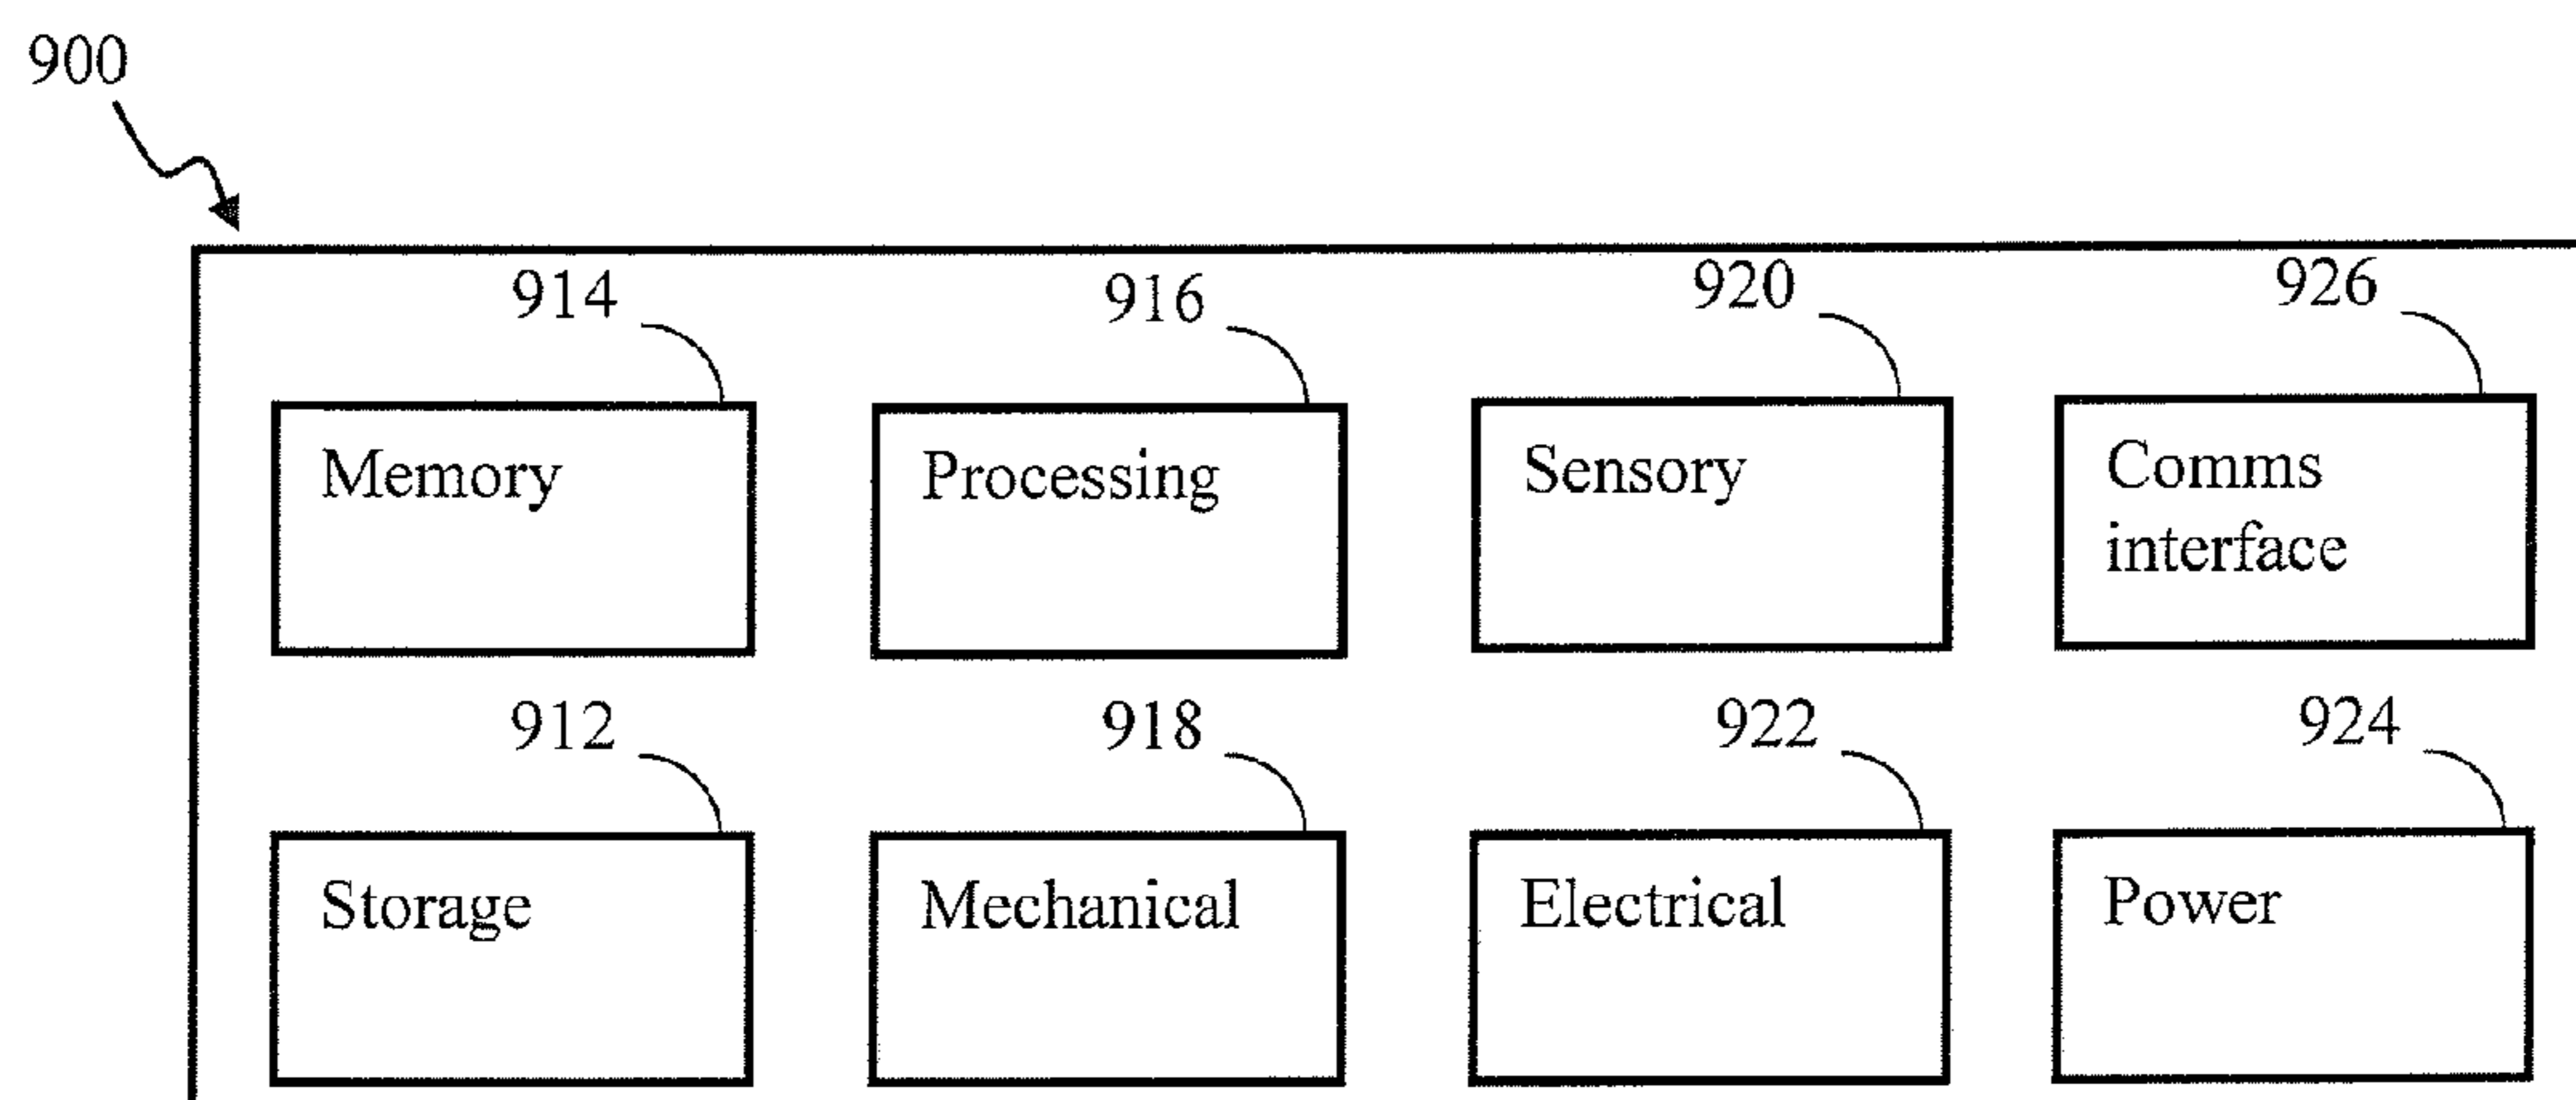 900
914
916
920
926
Memory
Processing
Sensory
Comms
interface
912
918
922
924
Storage
Mechanical
Electrical
Power